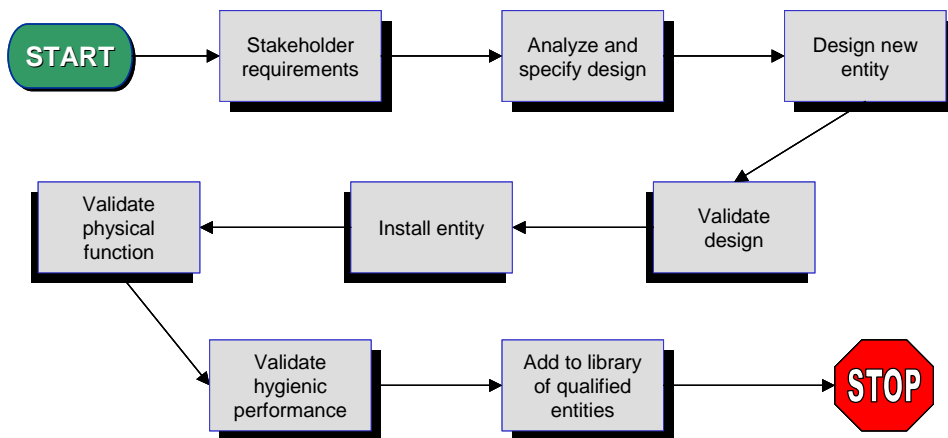 START
Stakeholder
requirements
Analyze and
specify design
Design new
entity
Validate
physical
function
Install entity
Validate
design
Validate
hygienic
performance
Add to library
of qualified
entities
STOP